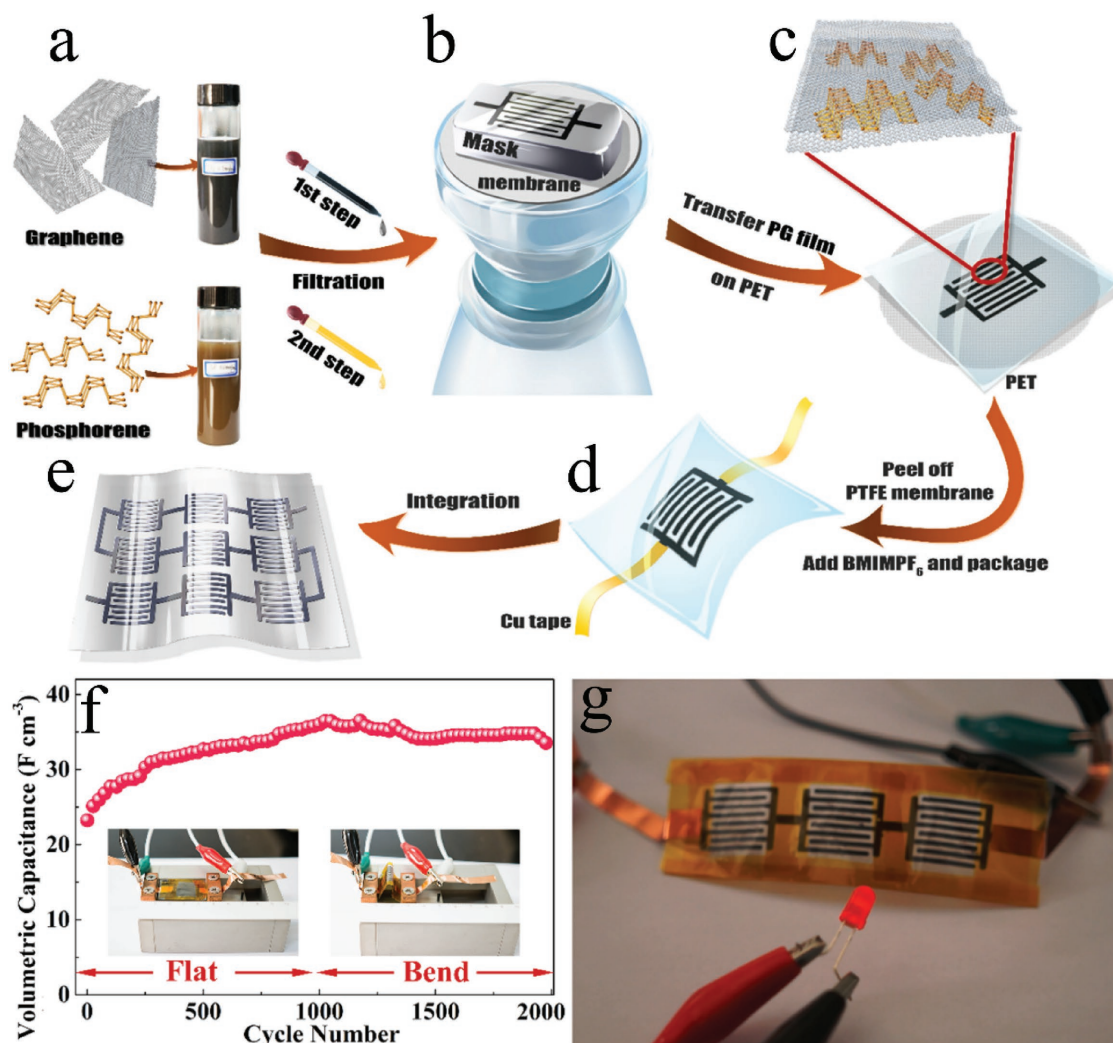 a
b
c
Graphene
Phosphorene
1st step
Filtration
2nd step
Mask
membrane
Transfer PG film
on PET
PET
Peel off
PTFE membrane
Add BMIMPF₆ and package
d
Cu tape
Integration
e
f
Volumetric Capacitance (F cm⁻³)
40
30
20
10
0
Flat
Bend
0
500
1000
1500
2000
Cycle Number
g